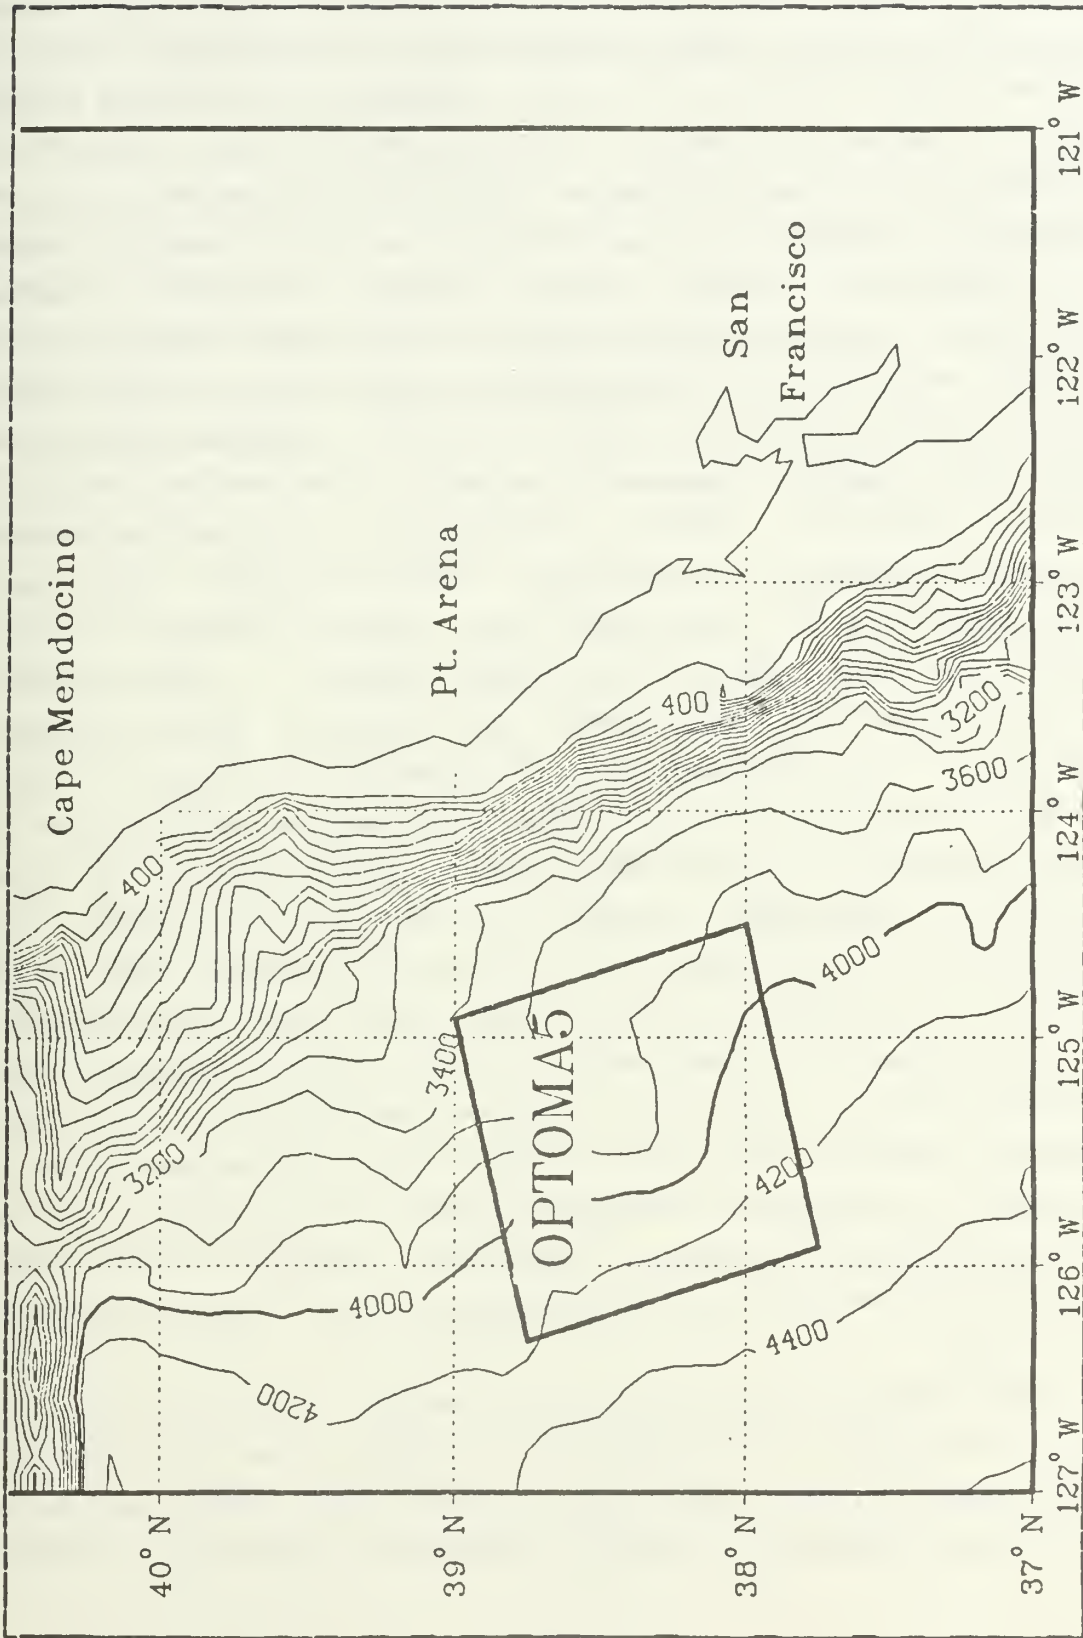 Cape Mendocino
Pt. Arena
San
Francisco
OPTOMA5
400
400
3200
3200
3400
3600
4000
4000
4200
4200
4400
40° N
39° N
38° N
37° N
127° W
126° W
125° W
124° W
123° W
122° W
121° W